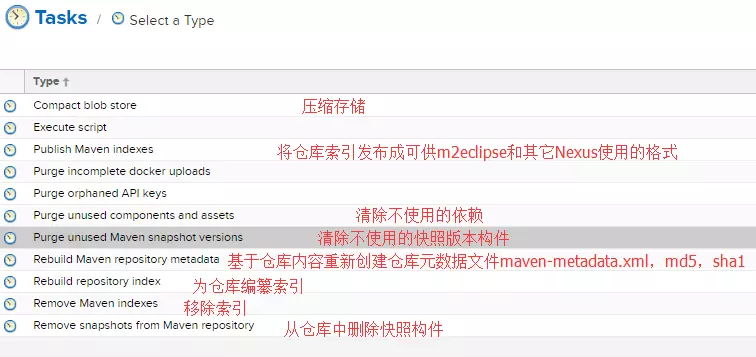 Tasks / Select a Type
Type ↑
Compact blob store 压缩存储
Execute script
Publish Maven indexes 将仓库索引发布成可供m2eclipse和其它Nexus使用的格式
Purge incomplete docker uploads
Purge orphaned API keys
Purge unused components and assets 清除不使用的依赖
Purge unused Maven snapshot versions 清除不使用的快照版本构件
Rebuild Maven repository metadata 基于仓库内容重新创建仓库元数据文件maven-metadata.xml，md5，sha1
Rebuild repository index 为仓库编纂索引
Remove Maven indexes 移除索引
Remove snapshots from Maven repository 从仓库中删除快照构件